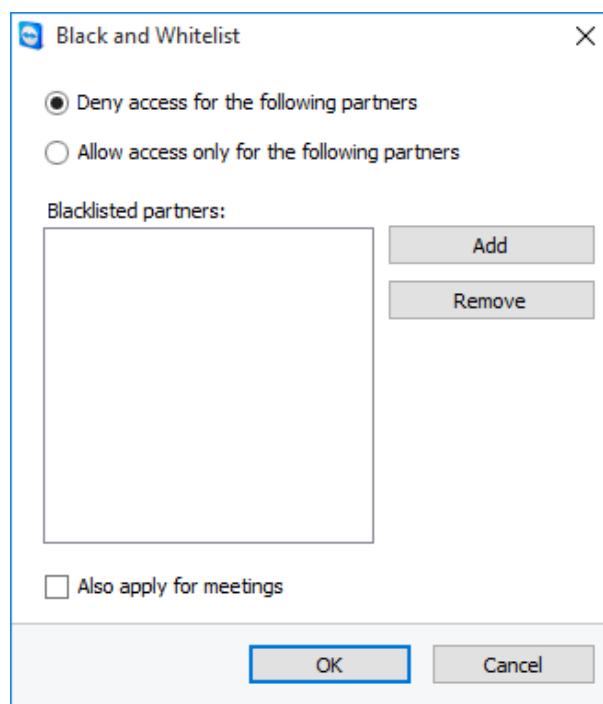 Black and Whitelist
Deny access for the following partners
Allow access only for the following partners
Blacklisted partners:
Add
Remove
Also apply for meetings
OK
Cancel